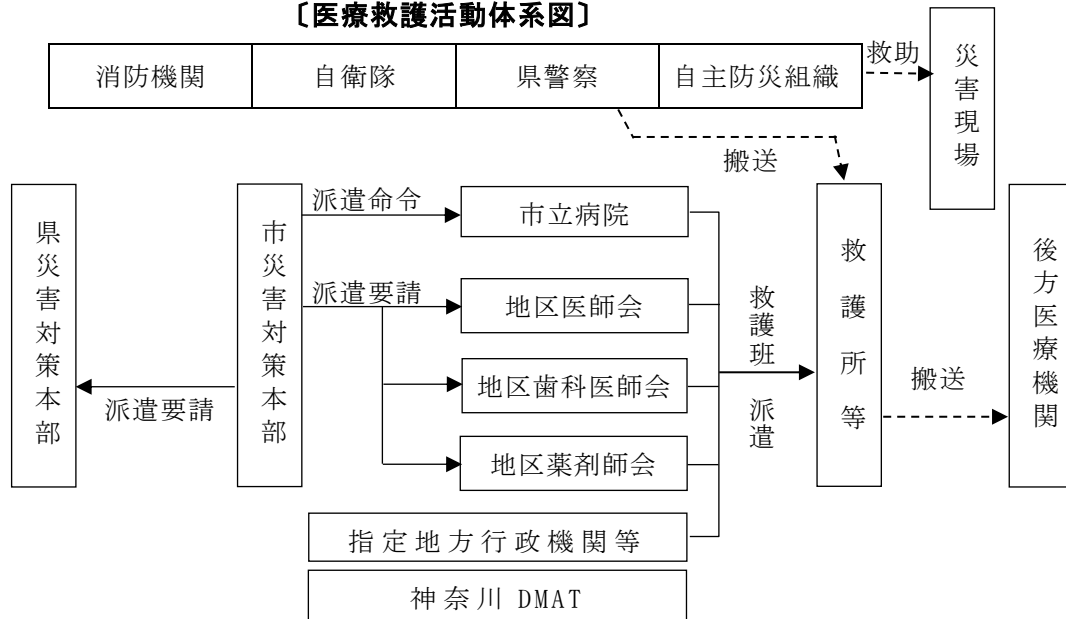 〔医療救護活動体系図〕
消防機関
自衛隊
県警察
自主防災組織
救助
災害現場
搬送
県災害対策本部
派遣要請
市災害対策本部
派遣命令
市立病院
派遣要請
地区医師会
地区歯科医師会
地区薬剤師会
指定地方行政機関等
神奈川 DMAT
救護班
派遣
救護所等
搬送
後方医療機関